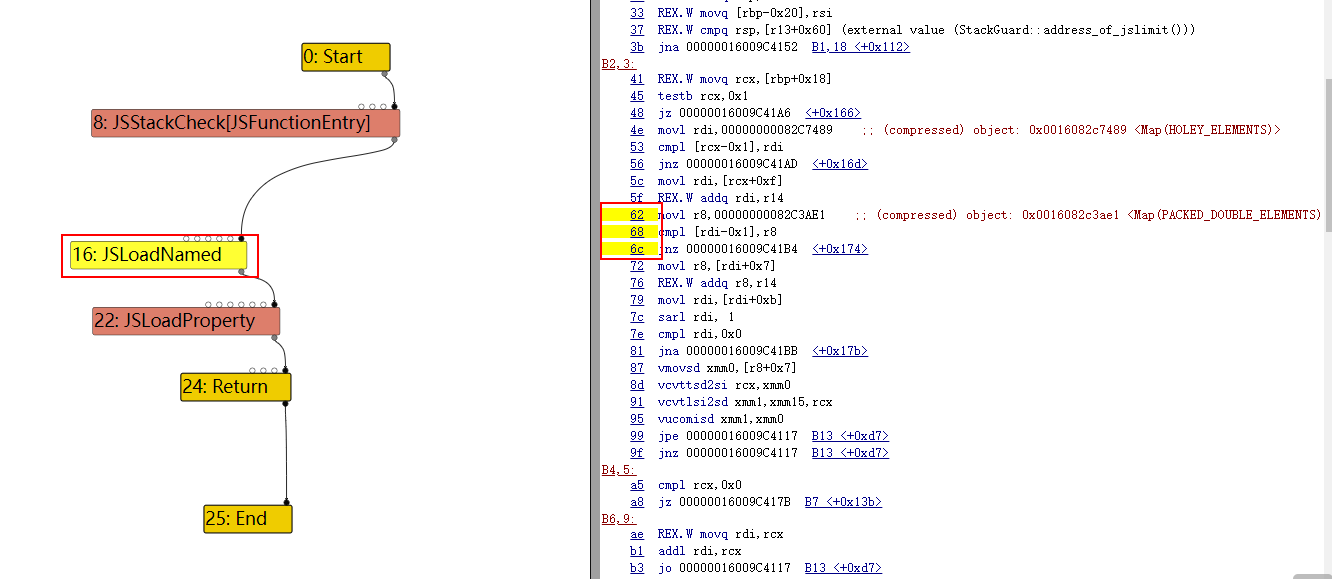 0: Start
8: JSStackCheck[JSFunctionEntry]
16: JSLoadNamed
22: JSLoadProperty
24: Return
25: End
33 REX.W movq [rbp-0x20],rsi
37 REX.W cmpq rsp,[r13+0x60] (external value (StackGuard::address_of_jslimit()))
3b jna 00000016009C4152 B1,18 <+0x112>
B2,3:
41 REX.W movq rcx,[rbp+0x18]
45 testb rcx,0x1
48 jz 00000016009C41A6 <+0x166>
4e movl rdi,00000000082C7489 ;; (compressed) object: 0x0016082c7489 <Map(HOLEY_ELEMENTS)>
53 cmpl [rcx-0x1],rdi
56 jnz 00000016009C41AD <+0x16d>
5c movl rdi,[rcx+0xf]
5f REX.W addq rdi,r14
62 movl r8,00000000082C3AE1 ;; (compressed) object: 0x0016082c3ae1 <Map(PACKED_DOUBLE_ELEMENTS)
68 cmpl [rdi-0x1],r8
6c jnz 00000016009C41B4 <+0x174>
72 movl r8,[rdi+0x7]
76 REX.W addq r8,r14
79 movl rdi,[rdi+0xb]
7c sarl rdi, 1
7e cmpl rdi,0x0
81 jna 00000016009C41BB <+0x17b>
87 vmovsd xmm0,[r8+0x7]
8d vcvttsd2si rcx,xmm0
91 vcvtlsi2sd xmm1,xmm15,rcx
95 vucomisd xmm1,xmm0
99 jpe 00000016009C4117 B13 <+0xd7>
9f jnz 00000016009C4117 B13 <+0xd7>
B4,5:
a5 cmpl rcx,0x0
a8 jz 00000016009C417B B7 <+0x13b>
B6,9:
ae REX.W movq rdi,rcx
b1 addl rdi,rcx
b3 jo 00000016009C4117 B13 <+0xd7>